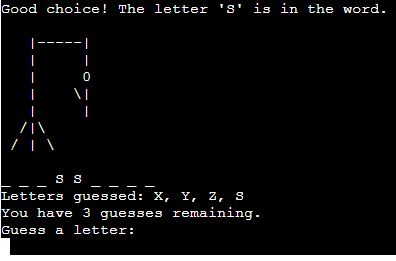 Good choice! The letter 'S' is in the word.
|-----|
|     |
|     O
|    \|
|     |
/|\
/ | \
_ _ _ S S _ _ _ _
Letters guessed: X, Y, Z, S
You have 3 guesses remaining.
Guess a letter: